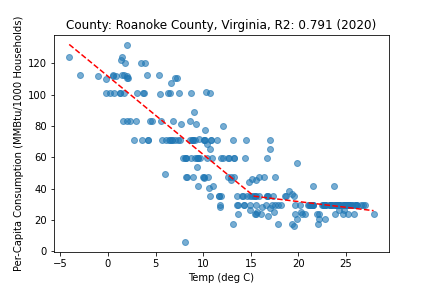 County: Roanoke County, Virginia, R2: 0.791 (2020)
Per-Capita Consumption (MMBtu/1000 Households)
120
100
80
60
40
20
0
−5 0 5 10 15 20 25
Temp (deg C)